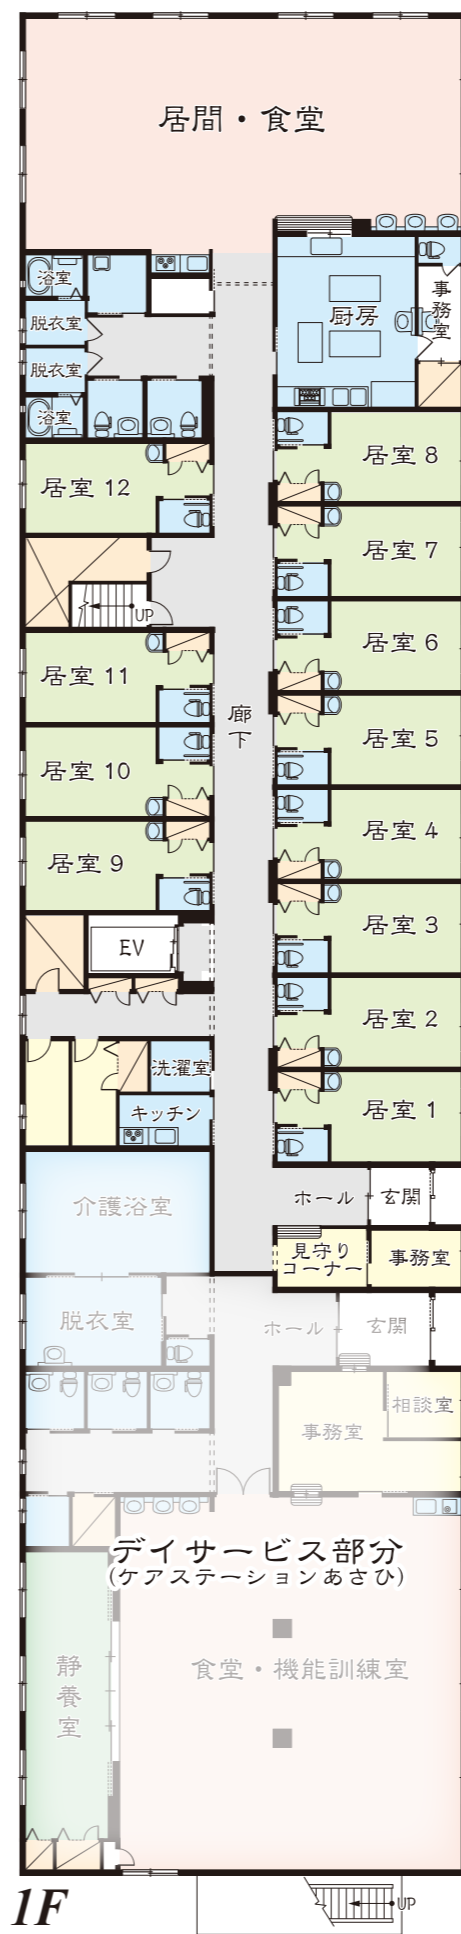 居間・食堂
浴室
厨房
事務室
脱衣室
脱衣室
浴室
居室 8
居室 12
居室 7
UP
居室 6
居室 11
廊下
居室 5
居室 10
居室 4
居室 9
居室 3
EV
居室 2
洗濯室
キッチン
居室 1
介護浴室
ホール
玄関
見守り
コーナー
事務室
脱衣室
ホール
玄関
相談室
事務室
デイサービス部分
(ケアステーションあさひ)
静養室
食堂・機能訓練室
1F
UP